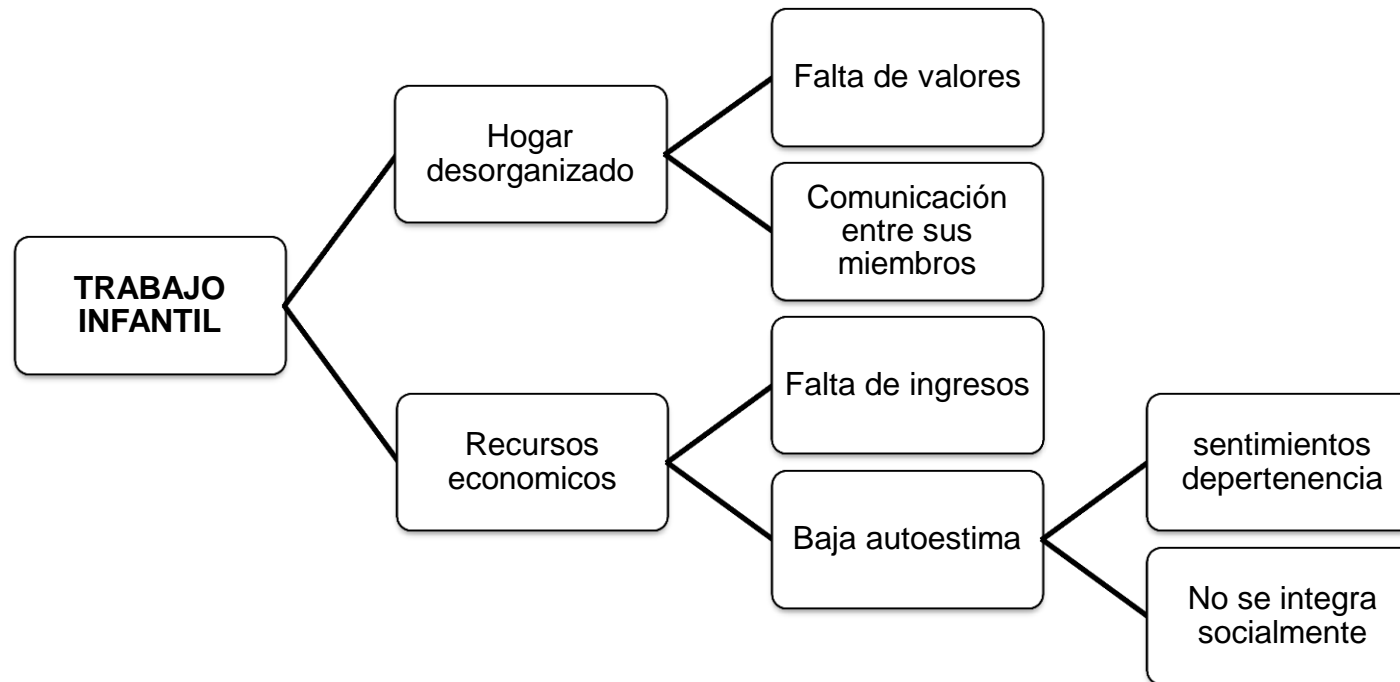 Falta de valores
Hogar
desorganizado
Comunicación
entre sus
miembros
TRABAJO
INFANTIL
Falta de ingresos
Recursos
economicos
sentimientos
depertenencia
Baja autoestima
No se integra
socialmente